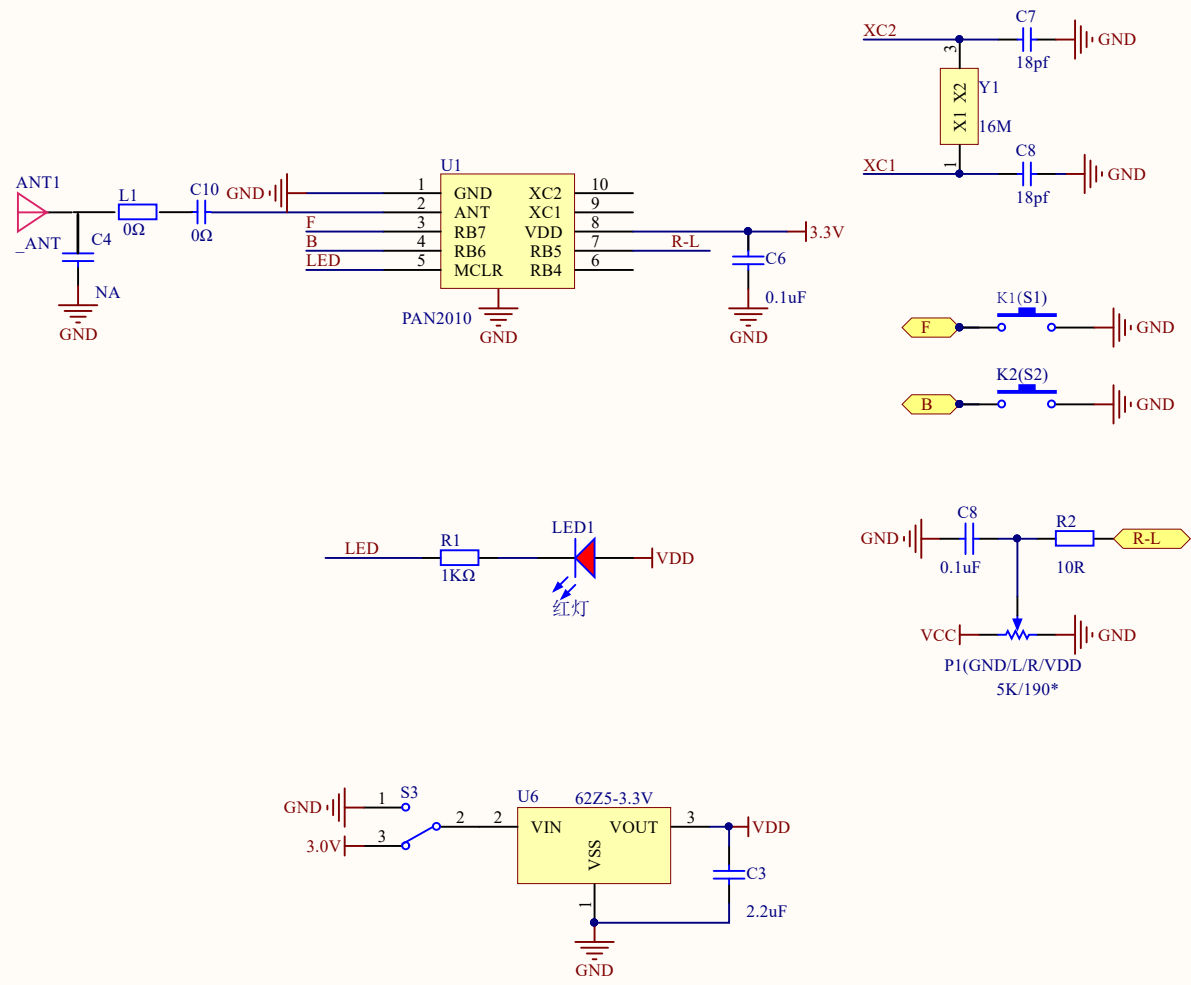 C7
XC2
GND
3
18pf
Y1
X1 X2
16M
C8
XC1
1
GND
18pf
U1
ANT1
L1
C10
GND
1
GND
XC2
10
2
ANT
XC1
9
_ANT
C4
0Ω
0Ω
F
3
RB7
VDD
8
3.3V
B
4
RB6
RB5
7
R-L
LED
5
MCLR
RB4
6
C6
NA
0.1uF
GND
PAN2010
GND
GND
K1(S1)
F
GND
K2(S2)
B
GND
LED
R1
1KΩ
LED1
VDD
红灯
C8
R2
GND
R-L
0.1uF
10R
VCC
GND
P1(GND/L/R/VDD
5K/190*
S3
U6
62Z5-3.3V
GND
1
2
2
VIN
VOUT
3
VDD
3.0V
3
VSS
C3
1
2.2uF
GND